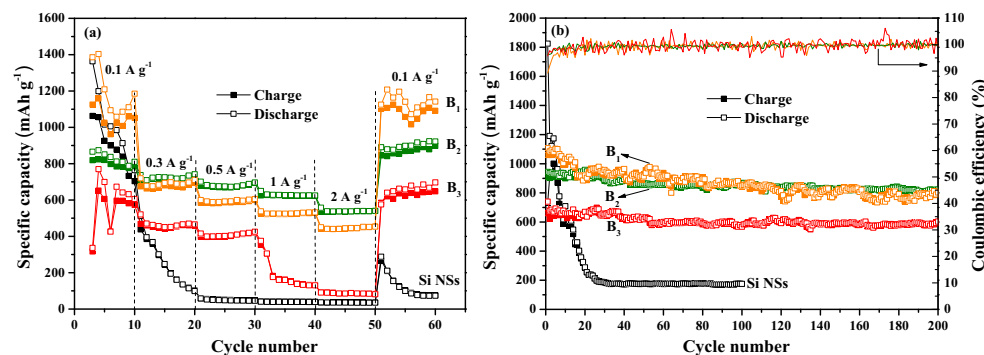 (a)
0.1 A g⁻¹
0.3 A g⁻¹
0.5 A g⁻¹
1 A g⁻¹
2 A g⁻¹
0.1 A g⁻¹
Charge
Discharge
B₁
B₂
B₃
Si NSs
1600
1400
1200
1000
800
600
400
200
0
Specific capacity (mAh g⁻¹)
0 10 20 30 40 50 60
Cycle number
(b)
Charge
Discharge
B₁
B₂
B₃
Si NSs
2000
1800
1600
1400
1200
1000
800
600
400
200
0
Specific capacity (mAh g⁻¹)
110
100
90
80
70
60
50
40
30
20
10
0
Coulombic efficiency (%)
0 20 40 60 80 100 120 140 160 180 200
Cycle number